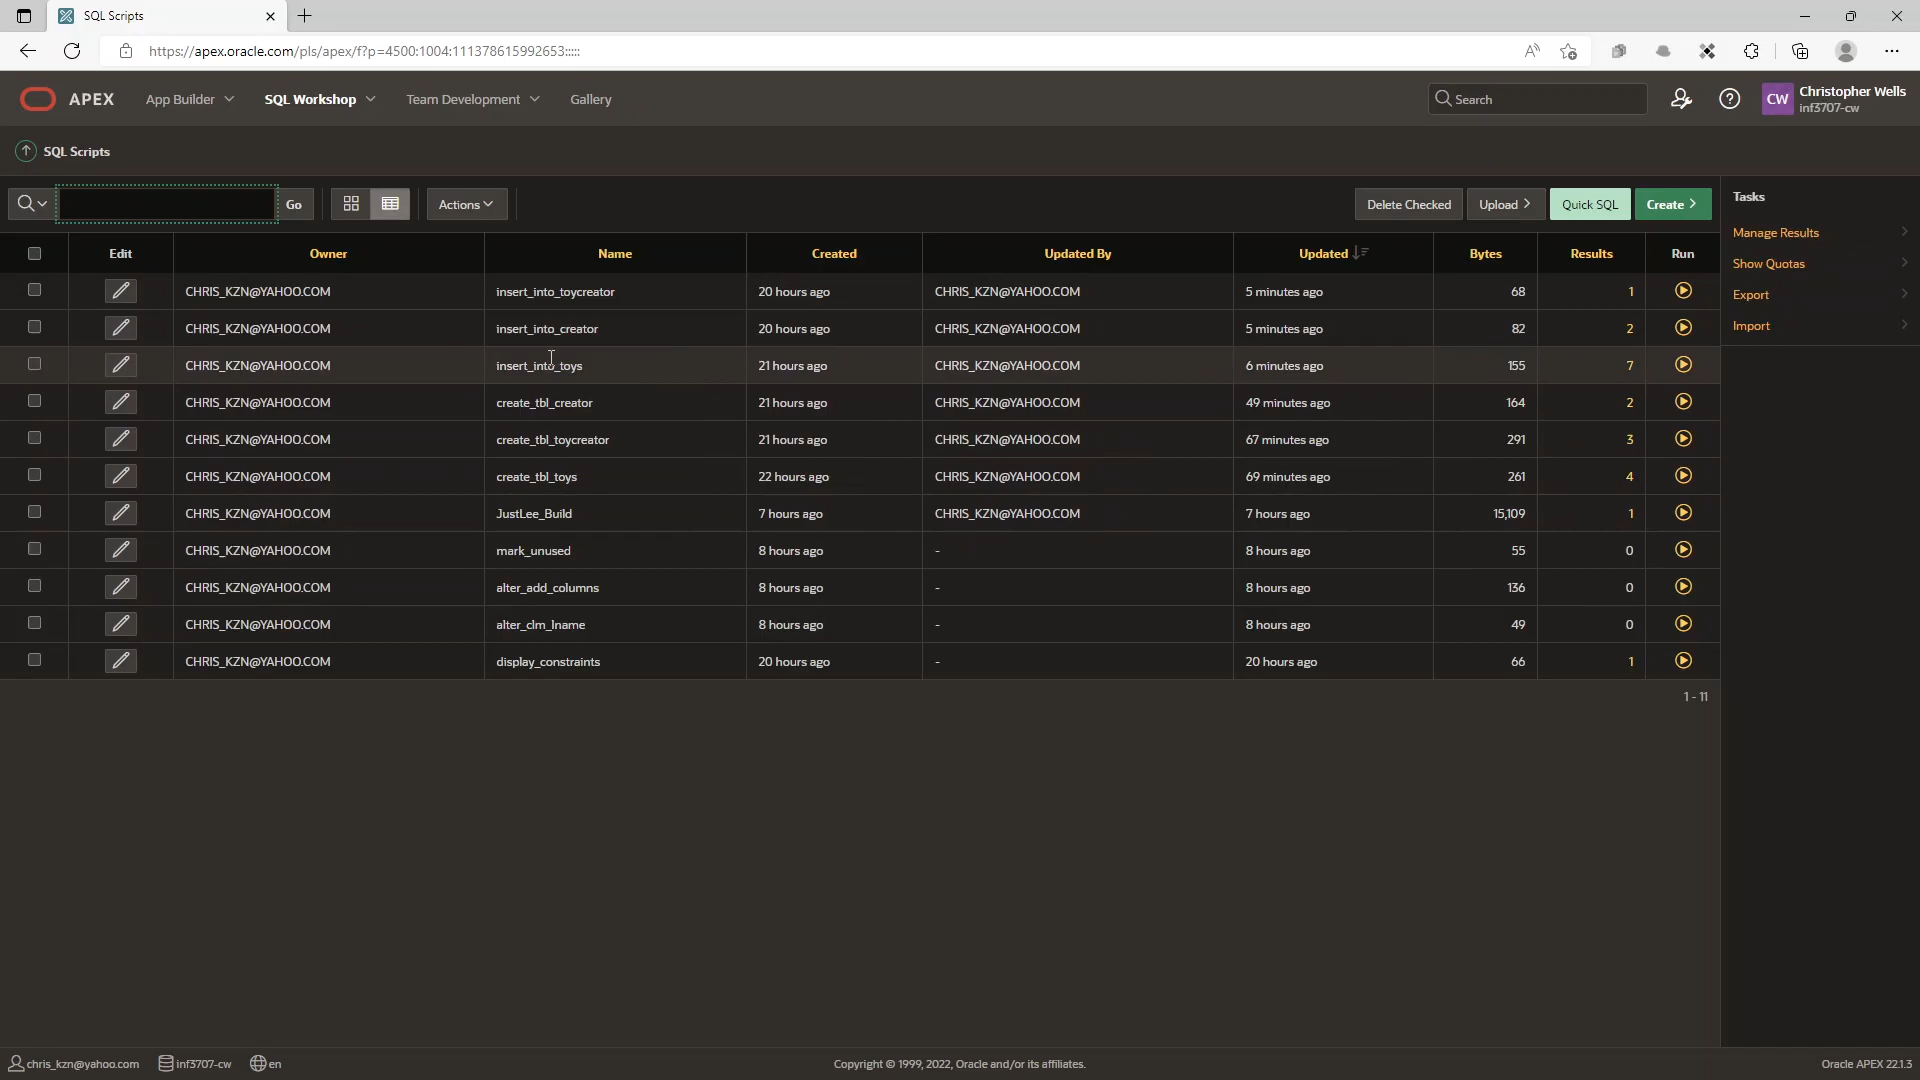 SQL Scripts
https://apex.oracle.com/pls/apex/f?p=4500:1004:111378615992653:::::
APEX App Builder SQL Workshop Team Development Gallery Search CW Christopher Wells
inf3707-cw
SQL Scripts
Go Actions Delete Checked Upload Quick SQL Create
Edit Owner Name Created Updated By Updated Bytes Results Run
CHRIS_KZN@YAHOO.COM insert_into_toycreator 20 hours ago CHRIS_KZN@YAHOO.COM 5 minutes ago 68 1
CHRIS_KZN@YAHOO.COM insert_into_creator 20 hours ago CHRIS_KZN@YAHOO.COM 5 minutes ago 82 2
CHRIS_KZN@YAHOO.COM insert_into_toys 21 hours ago CHRIS_KZN@YAHOO.COM 6 minutes ago 155 7
CHRIS_KZN@YAHOO.COM create_tbl_creator 21 hours ago CHRIS_KZN@YAHOO.COM 49 minutes ago 164 2
CHRIS_KZN@YAHOO.COM create_tbl_toycreator 21 hours ago CHRIS_KZN@YAHOO.COM 67 minutes ago 291 3
CHRIS_KZN@YAHOO.COM create_tbl_toys 22 hours ago CHRIS_KZN@YAHOO.COM 69 minutes ago 261 4
CHRIS_KZN@YAHOO.COM JustLee_Build 7 hours ago CHRIS_KZN@YAHOO.COM 7 hours ago 15,109 1
CHRIS_KZN@YAHOO.COM mark_unused 8 hours ago - 8 hours ago 55 0
CHRIS_KZN@YAHOO.COM alter_add_columns 8 hours ago - 8 hours ago 136 0
CHRIS_KZN@YAHOO.COM alter_clm_lname 8 hours ago - 8 hours ago 49 0
CHRIS_KZN@YAHOO.COM display_constraints 20 hours ago - 20 hours ago 66 1
1 - 11
Tasks
Manage Results
Show Quotas
Export
Import
chris_kzn@yahoo.com inf3707-cw en Copyright © 1999, 2022, Oracle and/or its affiliates. Oracle APEX 22.1.3